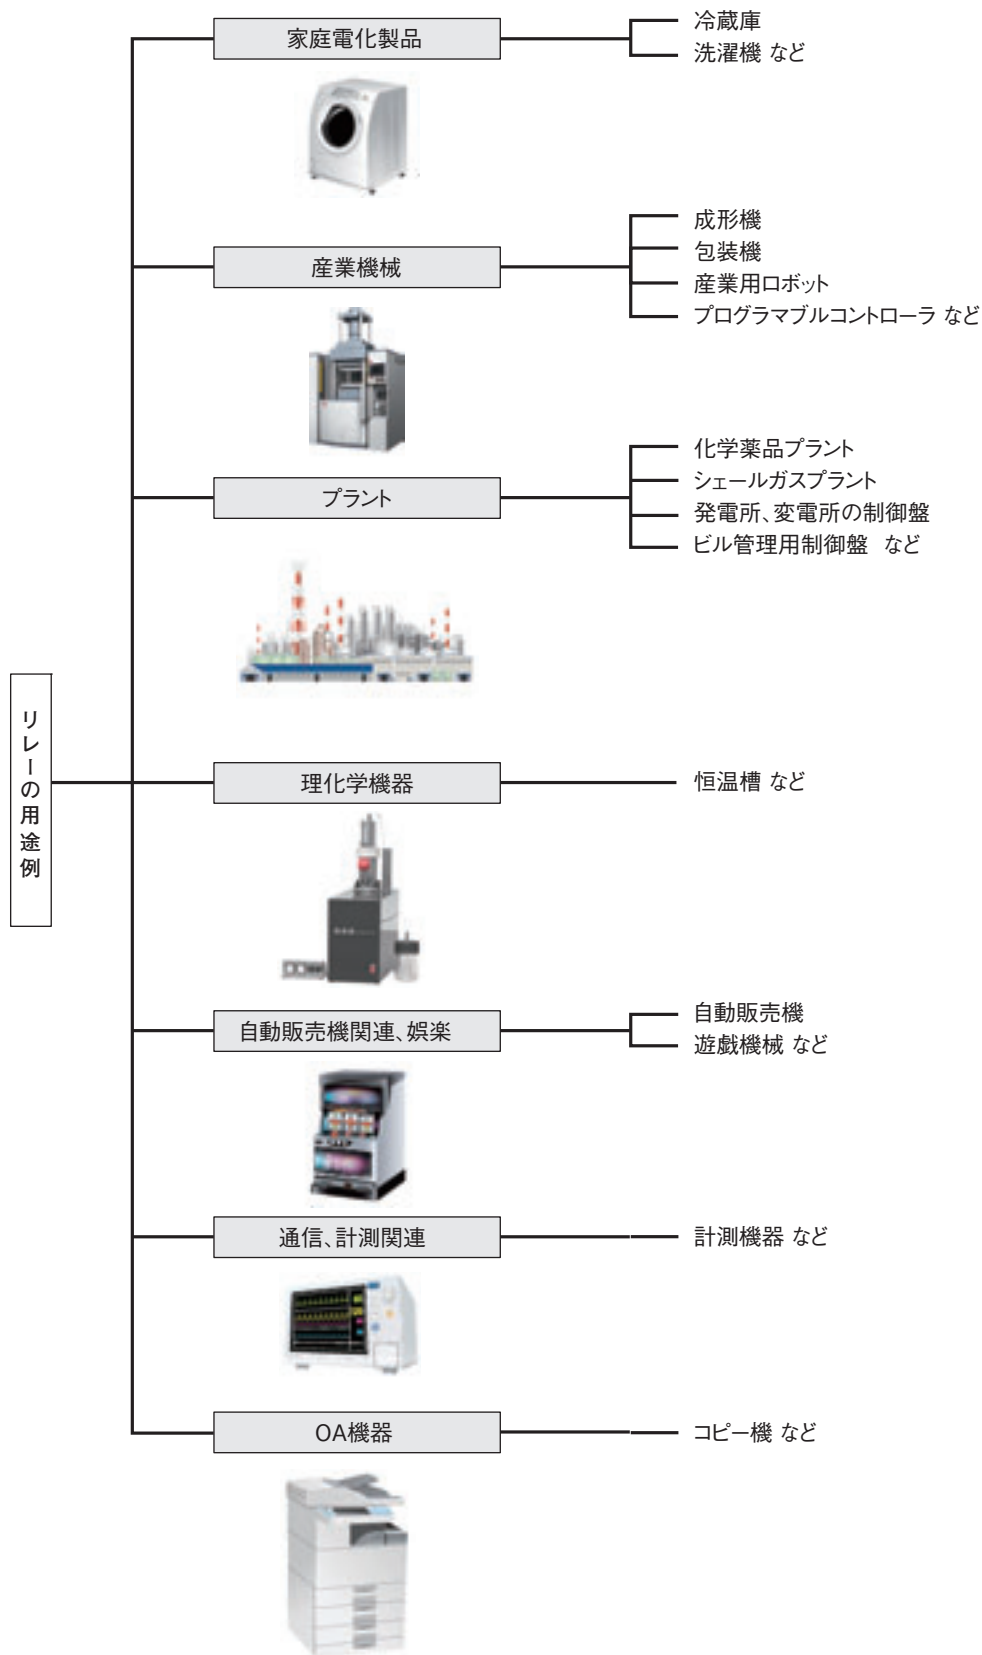 リレーの用途例
家庭電化製品
冷蔵庫
洗濯機 など
産業機械
成形機
包装機
産業用ロボット
プログラマブルコントローラ など
プラント
化学薬品プラント
シェールガスプラント
発電所、変電所の制御盤
ビル管理用制御盤 など
理化学機器
恒温槽 など
自動販売機関連、娯楽
自動販売機
遊戯機械 など
通信、計測関連
計測機器 など
OA機器
コピー機 など